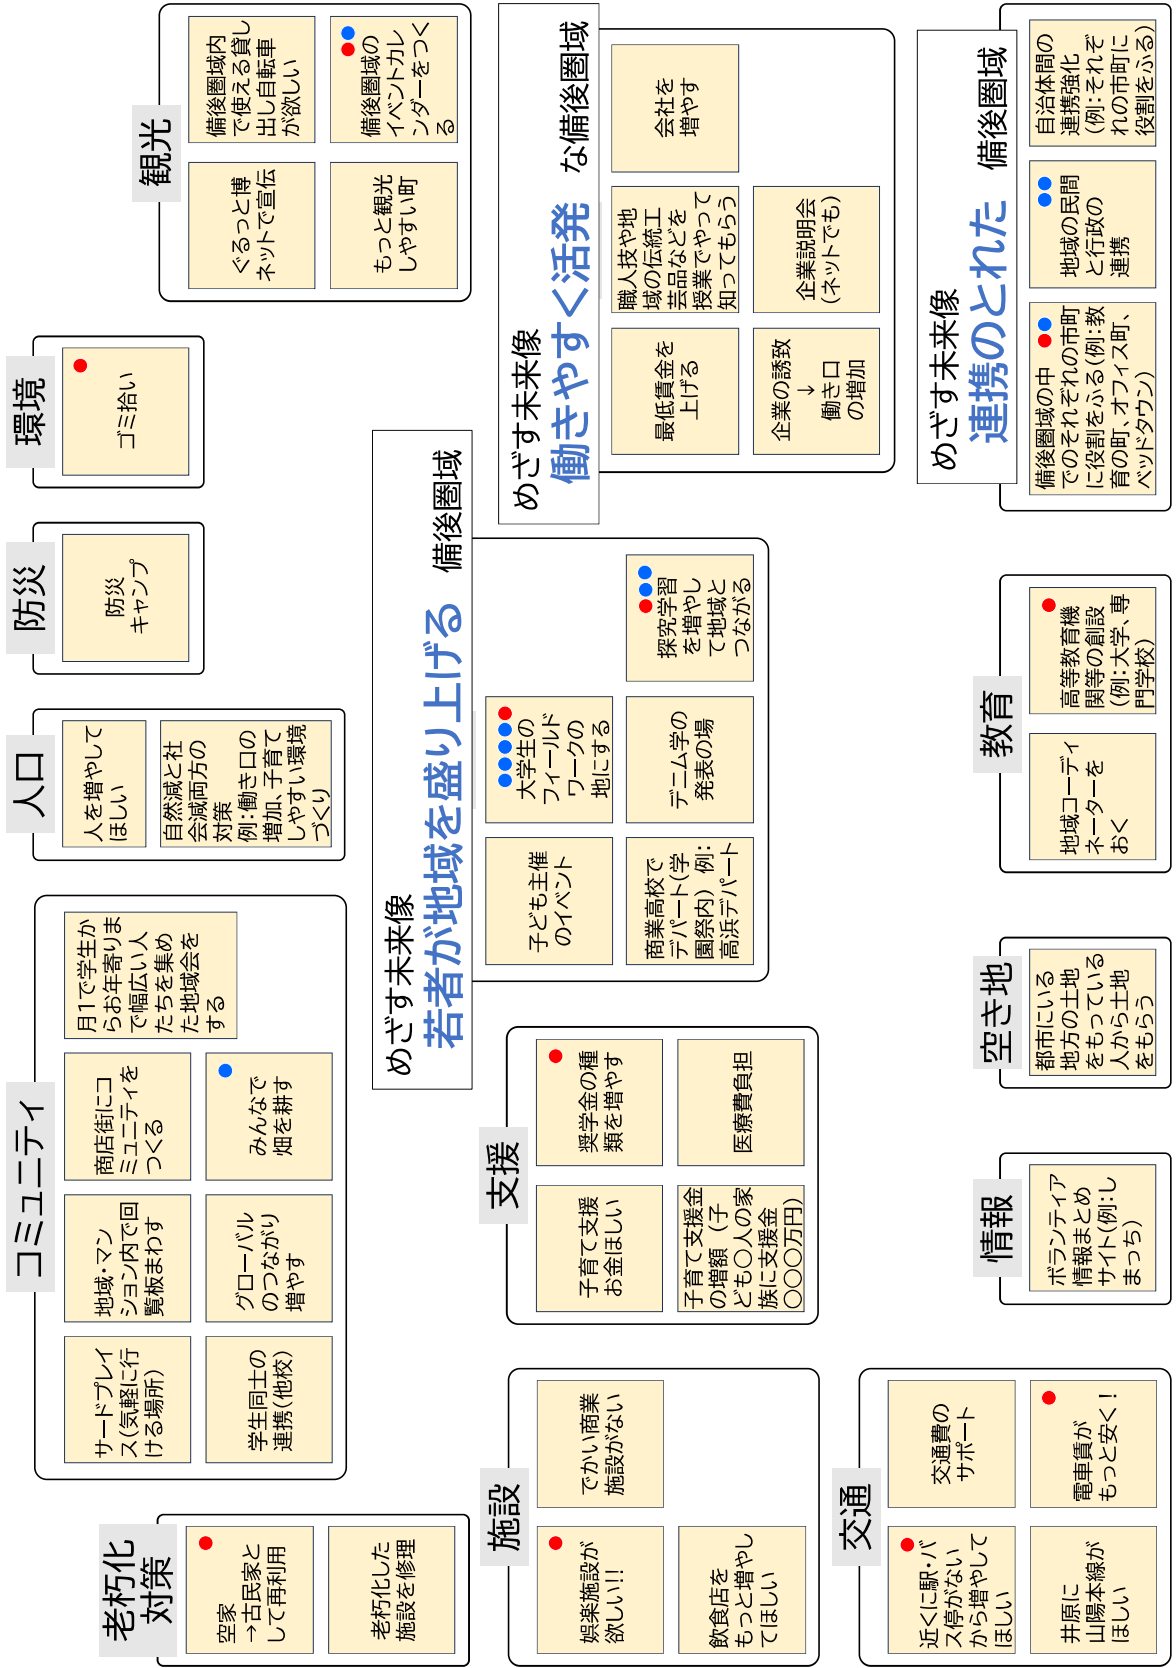 老朽化
対策
空家
→古民家と
して再利用
老朽化した
施設を修理
コミュニティ
サードプレイ
ス(気軽に行
ける場所)
地域・マン
ション内で回
覧板まわす
商店街にコ
ミュニティを
つくる
月1で学生か
らお年寄りま
で幅広い人
たちを集め
た地域会を
する
学生同士の
連携(他校)
グローバル
のつながり
増やす
みんなで
畑を耕す
人口
人を増やして
ほしい
自然減と社
会減両方の
対策
例:働き口の
増加、子育て
しやすい環境
づくり
防災
防災
キャンプ
環境
ゴミ拾い
観光
ぐるっと博
ネットで宣伝
備後圏域内
で使える貸し
出し自転車
が欲しい
もっと観光
しやすい町
備後圏域の
イベントカレ
ンダーをつく
る
施設
娯楽施設が
欲しい!!
でかい商業
施設がない
飲食店を
もっと増やし
てほしい
支援
子育て支援
お金ほしい
奨学金の種
類を増やす
子育て支援金
の増額 (子
ども〇人の家
族に支援金
〇〇〇万円)
医療費負担
めざす未来像
若者が地域を盛り上げる 備後圏域
子ども主催
のイベント
大学生の
フィールド
ワークの
地にする
商業高校で
デパート(学
園祭内) 例:
高浜デパート
デニム学の
発表の場
探究学習
を増やし
て地域と
つながる
めざす未来像
働きやすく活発 な備後圏域
最低賃金を
上げる
職人技や地
域の伝統工
芸品などを
授業でやって
知ってもらう
会社を
増やす
企業の誘致
↓
働き口
の増加
企業説明会
(ネットでも)
交通
近くに駅・バ
ス停がない
から増やして
ほしい
交通費の
サポート
井原に
山陽本線が
ほしい
電車賃が
もっと安く!
情報
ボランティア
情報まとめ
サイト(例:し
まっち)
空き地
都市にいる
地方の土地
をもっている
人から土地
をもらう
教育
地域コーディ
ネーターを
おく
高等教育機
関等の創設
(例:大学、専
門学校)
めざす未来像
連携のとれた 備後圏域
備後圏域の中
でのそれぞれの市町
に役割をふる(例:教
育の町、オフィス町、
ベッドタウン)
地域の民間
と行政の
連携
自治体間の
連携強化
(例:それぞ
れの市町に
役割をふる)